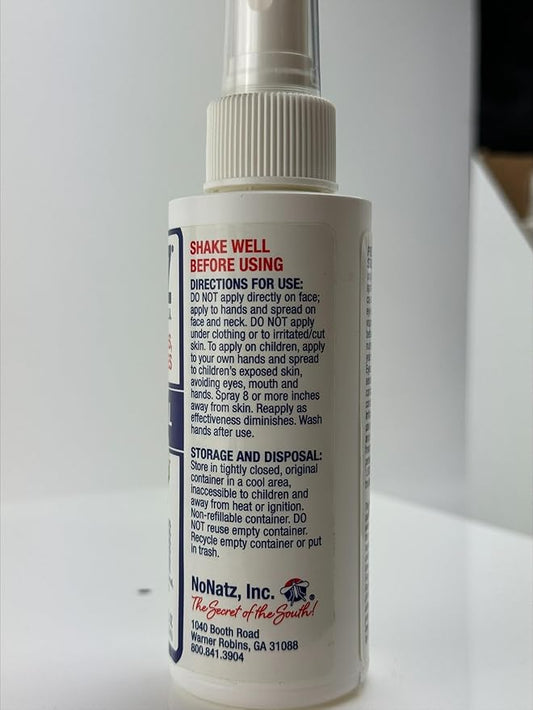 SHAKE WELL
BEFORE USING
DIRECTIONS FOR USE:
DO NOT apply directly on face;
apply to hands and spread on
face and neck. DO NOT apply
under clothing or to irritated/cut
skin. To apply on children, apply
to your own hands and spread
to children's exposed skin,
avoiding eyes, mouth and
hands. Spray 8 or more inches
away from skin. Reapply as
effectiveness diminishes. Wash
hands after use.
STORAGE AND DISPOSAL:
Store in tightly closed, original
container in a cool area,
inaccessible to children and
away from heat or ignition.
Non-refillable container. DO
NOT reuse empty container.
Recycle empty container or put
in trash.
NoNatz, Inc. ®
The Secret of the South!
1040 Booth Road
Warner Robins, GA 31088
800.841.3904